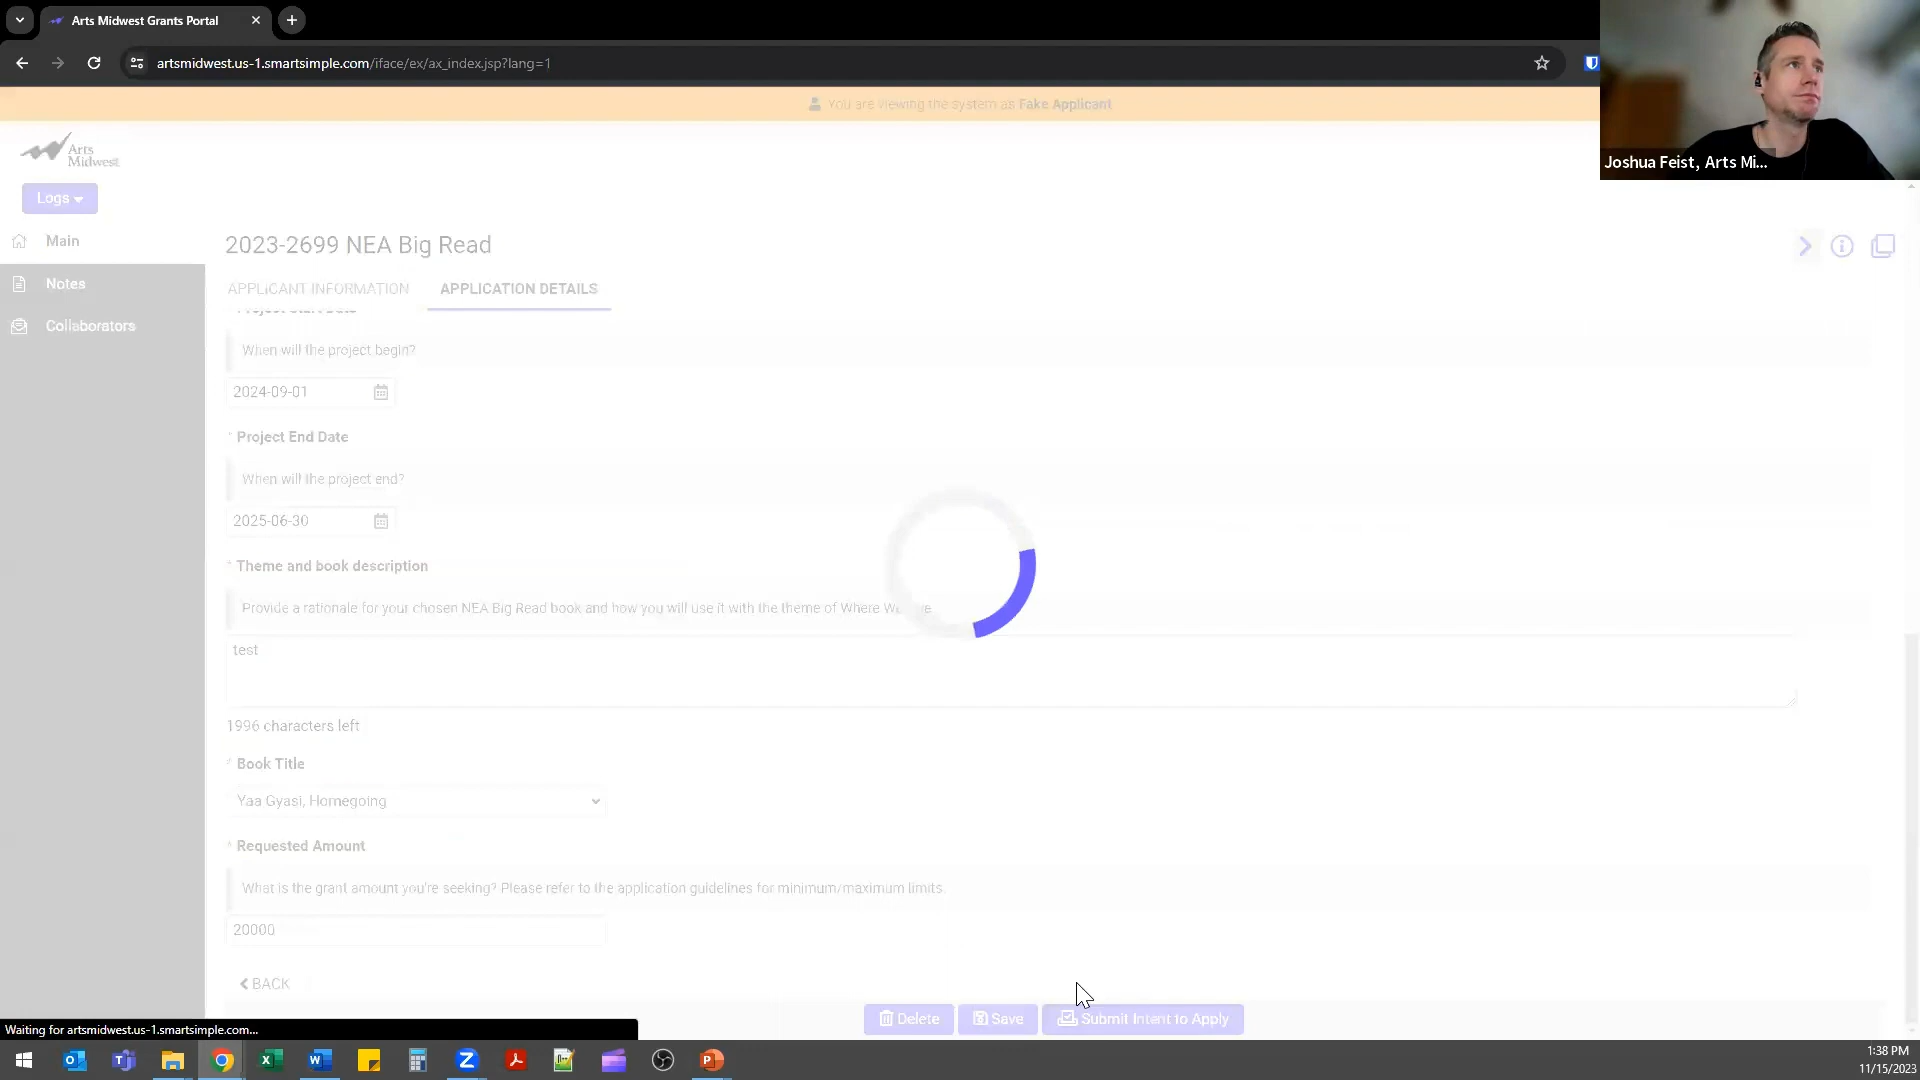 Arts Midwest Grants Portal
artsmidwest.us-1.smartsimple.com/iface/ex/ax_index.jsp?lang=1
You are viewing the system as Fake Applicant
Joshua Feist, Arts Mi...
Arts
Midwest
Logs
Main
Notes
Collaborators
2023-2699 NEA Big Read
APPLICANT INFORMATION
APPLICATION DETAILS
* Project Start Date
When will the project begin?
2024-09-01
* Project End Date
When will the project end?
2025-06-30
* Theme and book description
Provide a rationale for your chosen NEA Big Read book and how you will use it with the theme of Where
test
1996 characters left
* Book Title
Yaa Gyasi, Homegoing
* Requested Amount
What is the grant amount you're seeking? Please refer to the application guidelines for minimum/maximum limits.
20000
BACK
Delete
Save
Submit Intent to Apply
Waiting for artsmidwest.us-1.smartsimple.com...
1:38 PM
11/15/2023